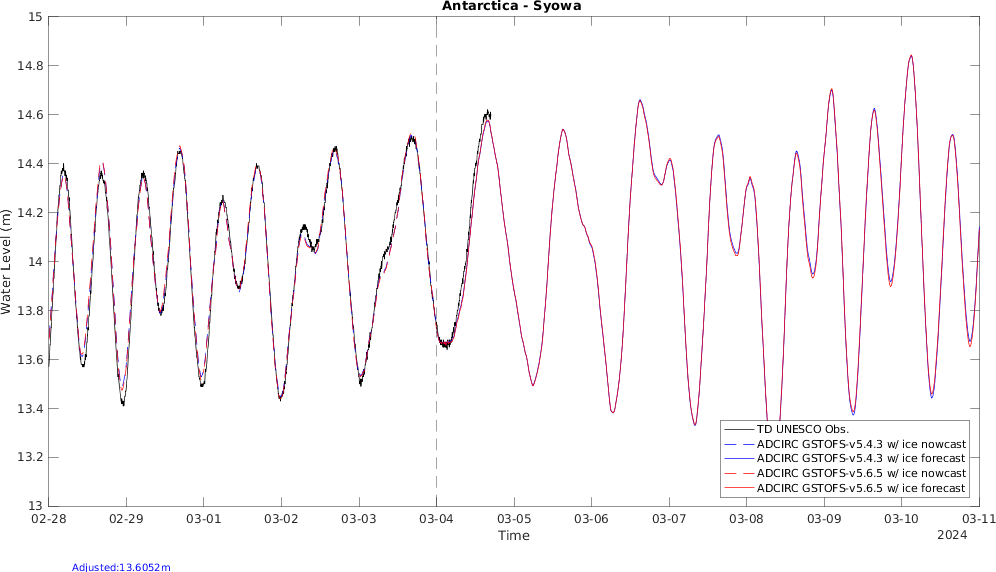 Antarctica - Syowa
15
14.8
14.6
14.4
14.2
14
13.8
13.6
13.4
13.2
13
Water Level (m)
TD UNESCO Obs.
ADCIRC GSTOFS-v5.4.3 w/ ice nowcast
ADCIRC GSTOFS-v5.4.3 w/ ice forecast
ADCIRC GSTOFS-v5.6.5 w/ ice nowcast
ADCIRC GSTOFS-v5.6.5 w/ ice forecast
02-28 02-29 03-01 03-02 03-03 03-04 03-05 03-06 03-07 03-08 03-09 03-10 03-11
Time
2024
Adjusted:13.6052m